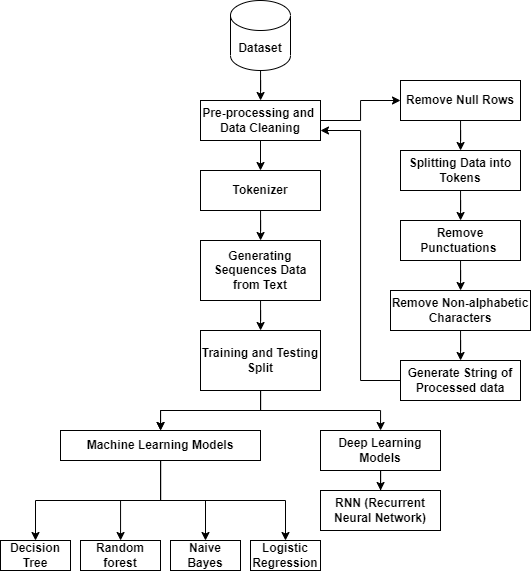 Dataset
Pre-processing and
Data Cleaning
Remove Null Rows
Splitting Data into
Tokens
Tokenizer
Remove
Punctuations
Generating
Sequences Data
from Text
Remove Non-alphabetic
Characters
Training and Testing
Split
Generate String of
Processed data
Machine Learning Models
Deep Learning
Models
RNN (Recurrent
Neural Network)
Decision
Tree
Random
forest
Naive
Bayes
Logistic
Regression